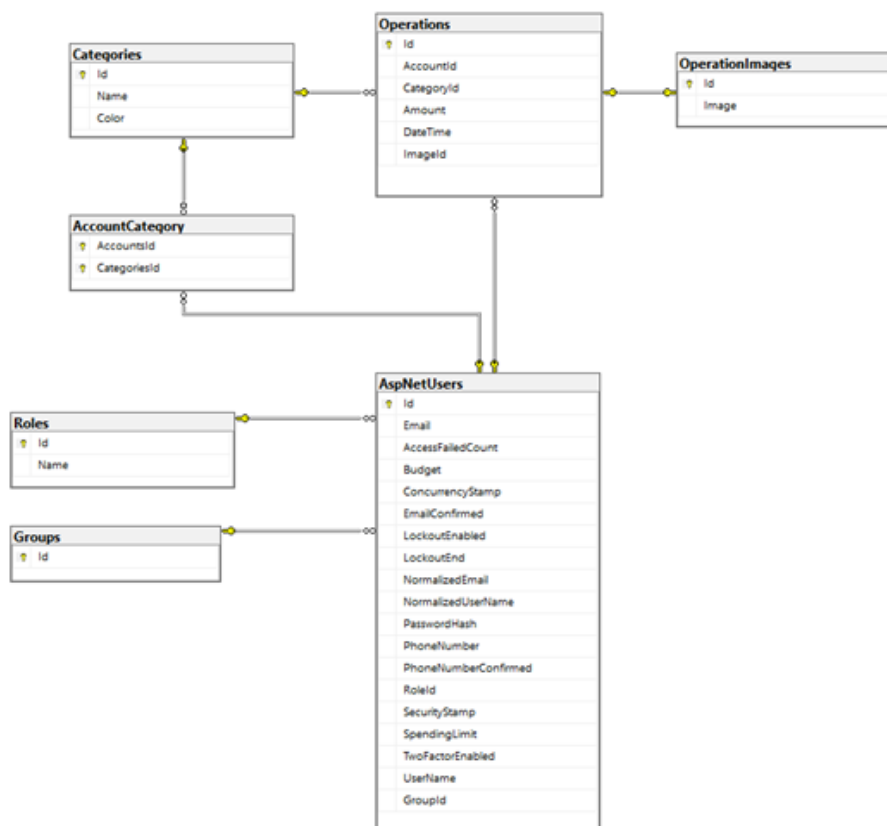 Operations
Id
AccountId
CategoryId
Amount
DateTime
ImageId
Categories
Id
Name
Color
OperationImages
Id
Image
AccountCategory
AccountsId
CategoriesId
AspNetUsers
Id
Email
AccessFailedCount
Budget
ConcurrencyStamp
EmailConfirmed
LockoutEnabled
LockoutEnd
NormalizedEmail
NormalizedUserName
PasswordHash
PhoneNumber
PhoneNumberConfirmed
RoleId
SecurityStamp
SpendingLimit
TwoFactorEnabled
UserName
GroupId
Roles
Id
Name
Groups
Id